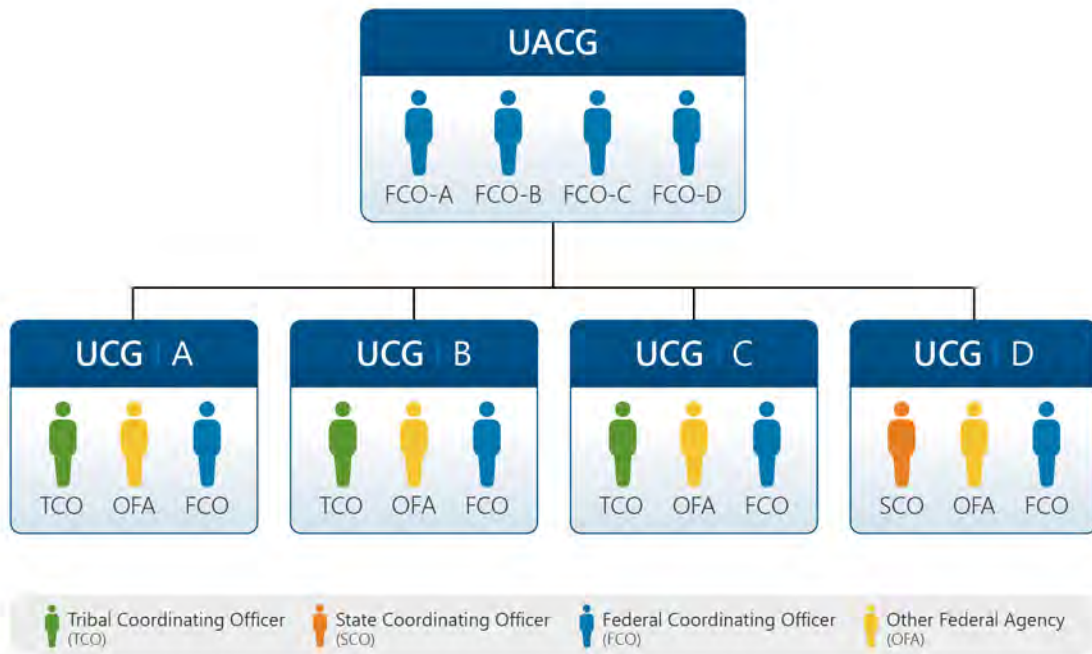 UACG
FCO-A FCO-B FCO-C FCO-D
UCG | A
TCO OFA FCO
UCG | B
TCO OFA FCO
UCG | C
TCO OFA FCO
UCG | D
SCO OFA FCO
Tribal Coordinating Officer
(TCO)
State Coordinating Officer
(SCO)
Federal Coordinating Officer
(FCO)
Other Federal Agency
(OFA)